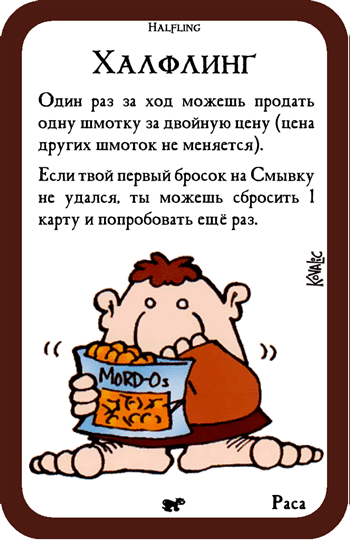 Halfling
Халфлинг
Один раз за ход можешь продать
одну шмотку за двойную цену (цена
других шмоток не меняется).
Если твой первый бросок на Смывку
не удался, ты можешь сбросить 1
карту и попробовать ещё раз.
Kovalic
MORD-Os
Раса